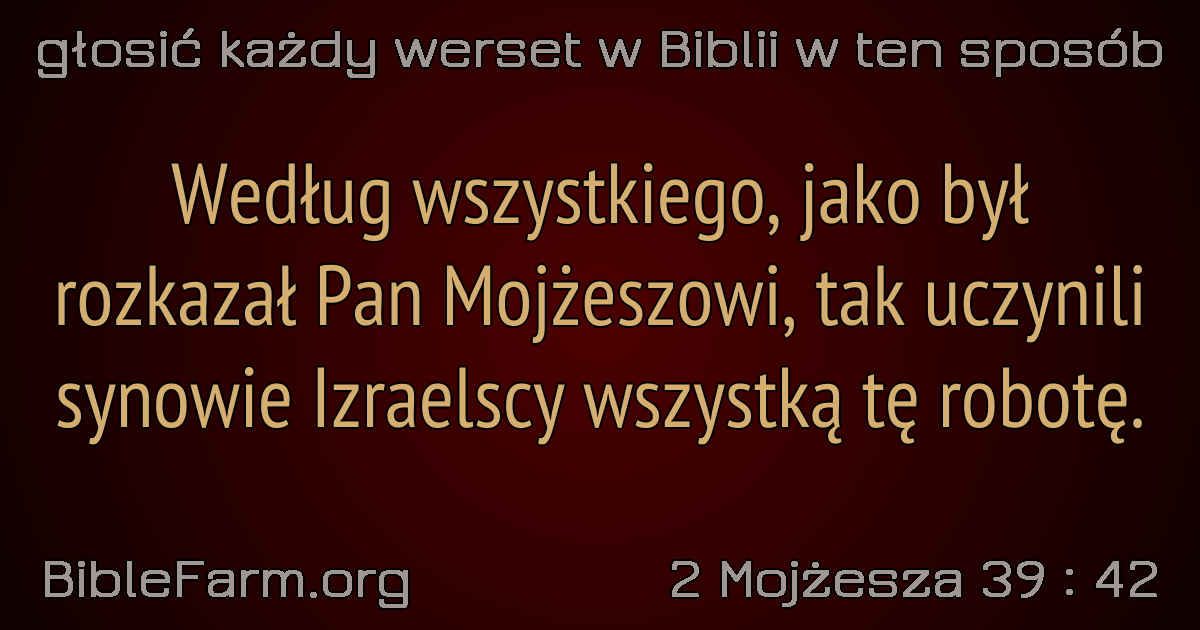 głosić każdy werset w Biblii w ten sposób
Według wszystkiego, jako był
rozkazał Pan Mojżeszowi, tak uczynili
synowie Izraelscy wszystką tę robotę.
BibleFarm.org
2 Mojżesza 39 : 42